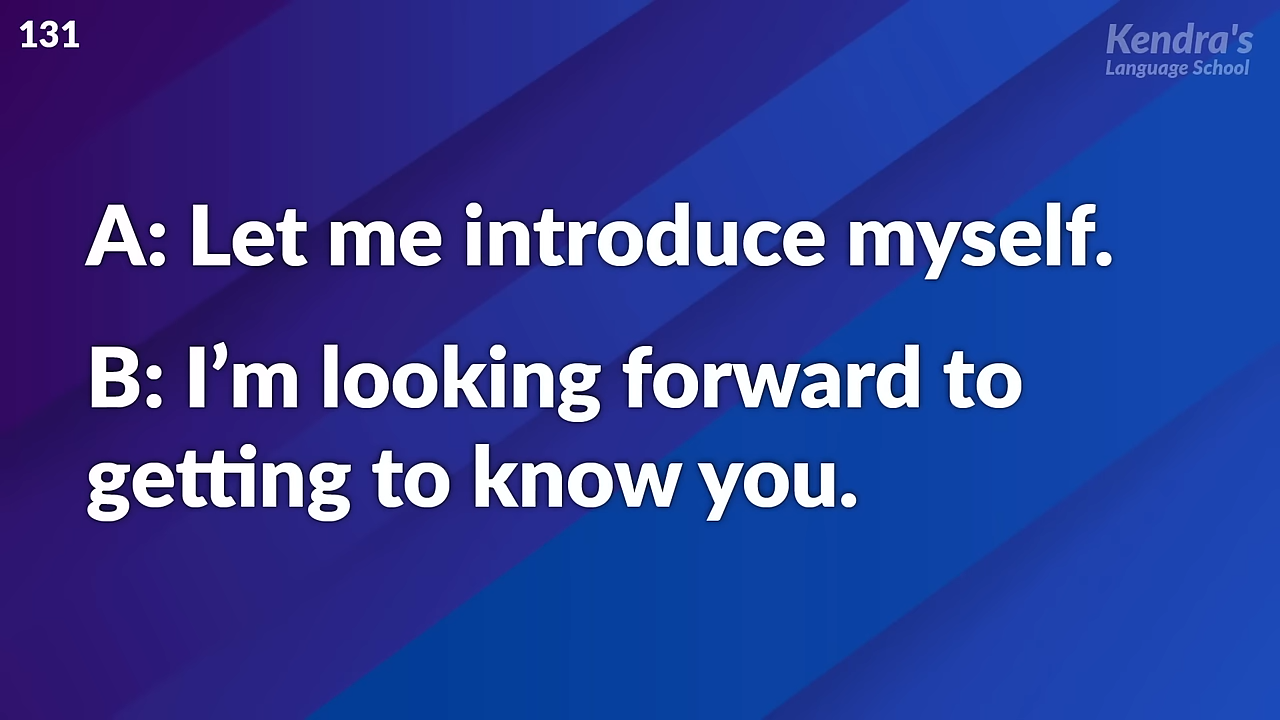 131
Kendra's
Language School
A: Let me introduce myself.
B: I’m looking forward to
getting to know you.